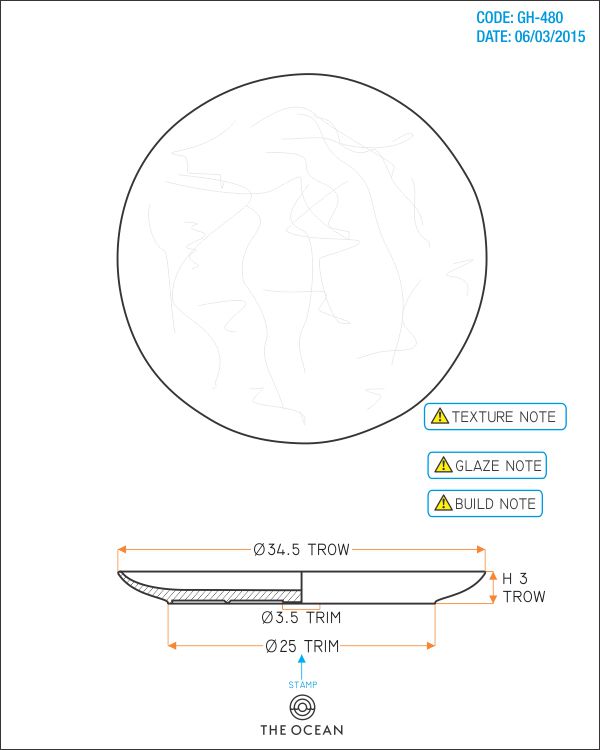 CODE: GH-480
DATE: 06/03/2015
TEXTURE NOTE
GLAZE NOTE
BUILD NOTE
Ø34.5 TROW
H 3
TROW
Ø3.5 TRIM
Ø25 TRIM
STAMP
THE OCEAN